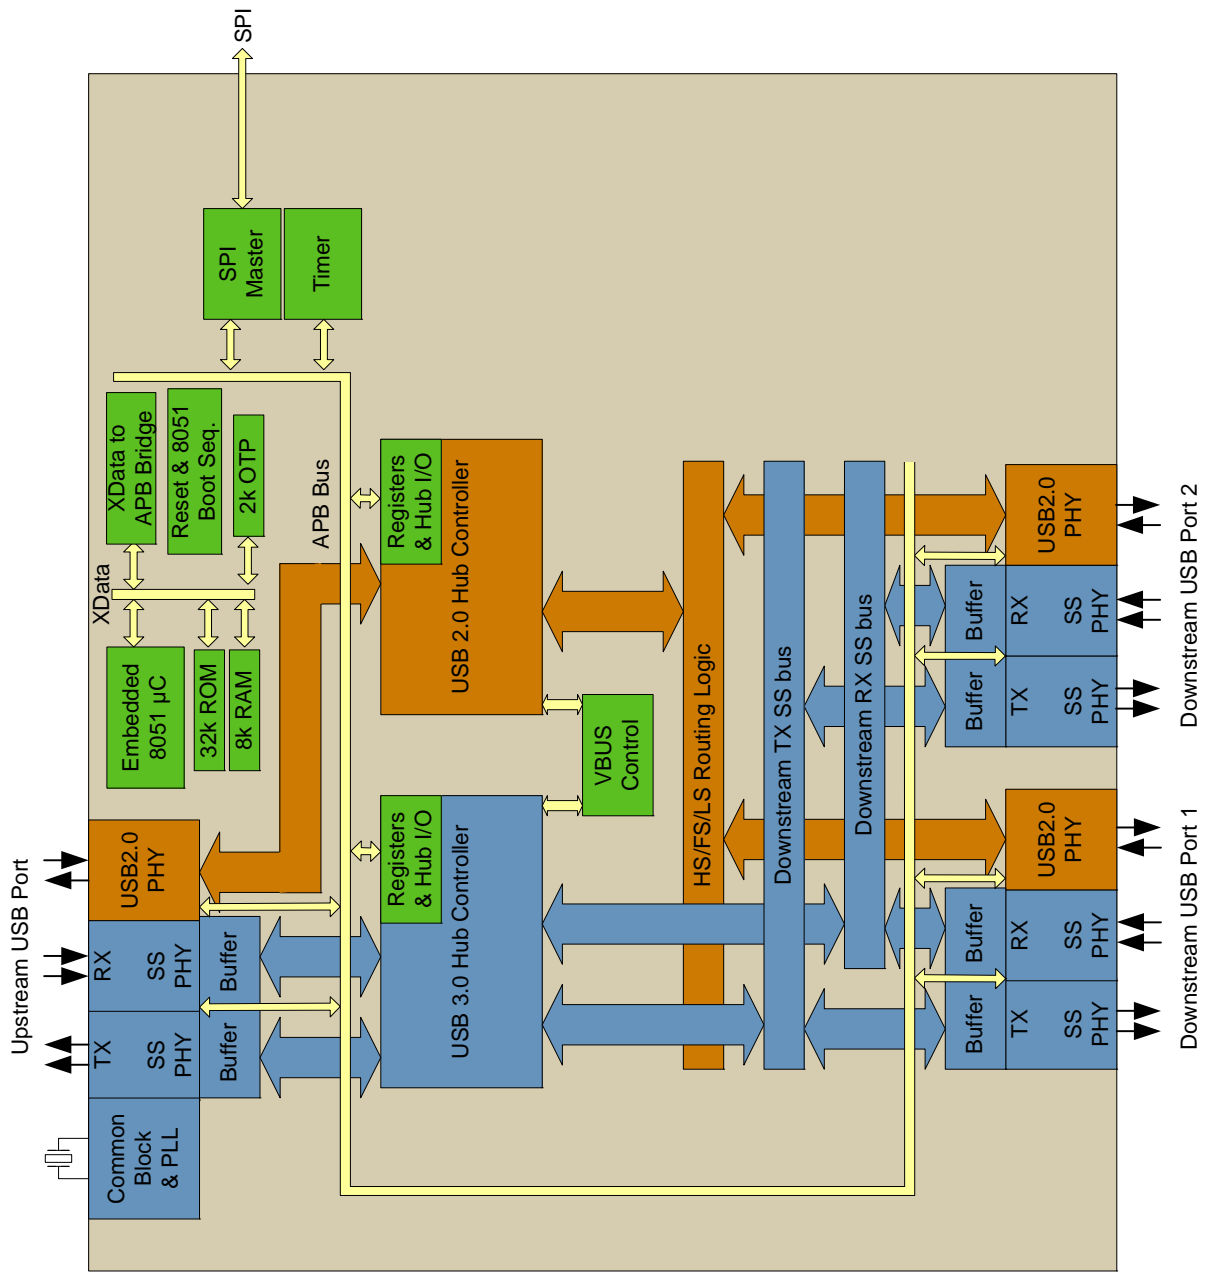 Upstream USB Port
SPI
TX
RX
Common
Block
& PLL
SS
PHY
SS
PHY
USB2.0
PHY
Buffer
Buffer
Embedded
8051 µC
32k ROM
8k RAM
XData
XData to
APB Bridge
Reset & 8051
Boot Seq.
2k OTP
SPI
Master
Timer
APB Bus
Registers
& Hub I/O
USB 3.0 Hub Controller
Registers
& Hub I/O
USB 2.0 Hub Controller
VBUS
Control
HS/FS/LS Routing Logic
Downstream TX SS bus
Downstream RX SS bus
Buffer
Buffer
TX
SS
PHY
RX
SS
PHY
USB2.0
PHY
Buffer
Buffer
TX
SS
PHY
RX
SS
PHY
USB2.0
PHY
Downstream USB Port 1
Downstream USB Port 2